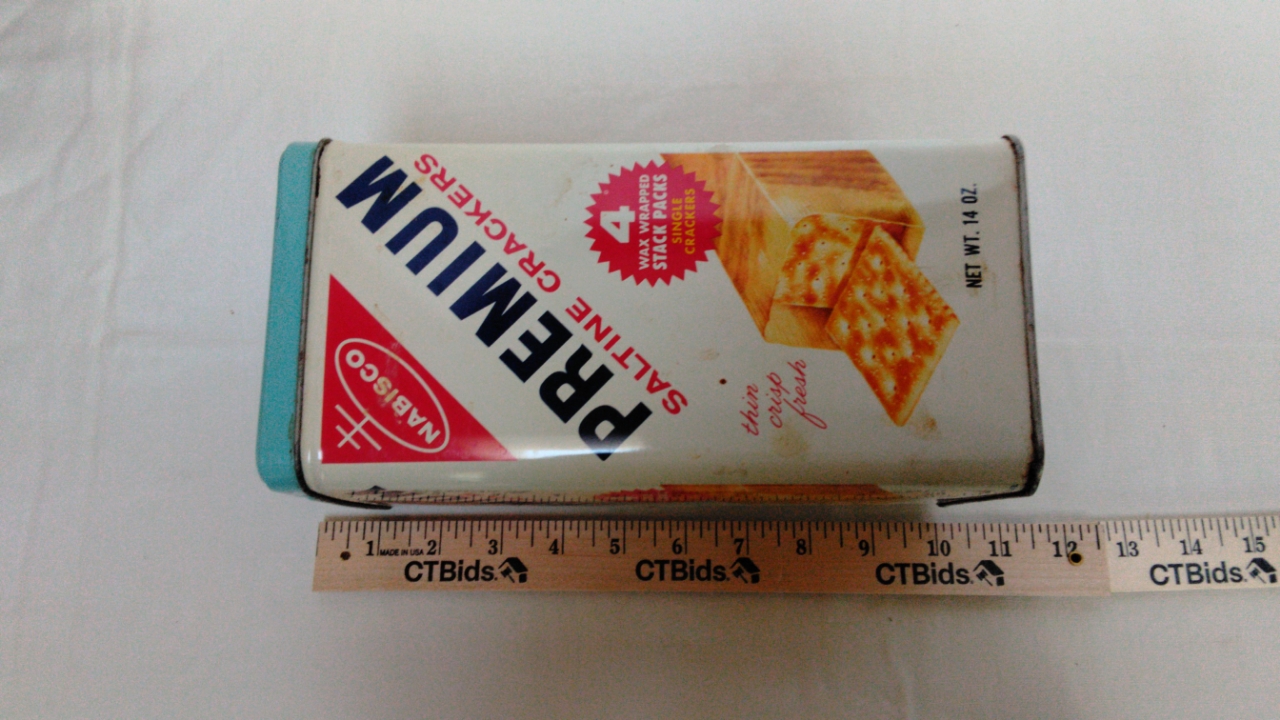 NABISCO
PREMIUM
SALTINE CRACKERS
4
WAX WRAPPED
STACK PACKS
SINGLE
CRACKERS
thin
crisp
fresh
NET WT. 14 OZ.
1 2 3 4 5 6 7 8 9 10 11 12 13 14 15
MADE IN USA
CTBids. CTBids. CTBids. CTBids.